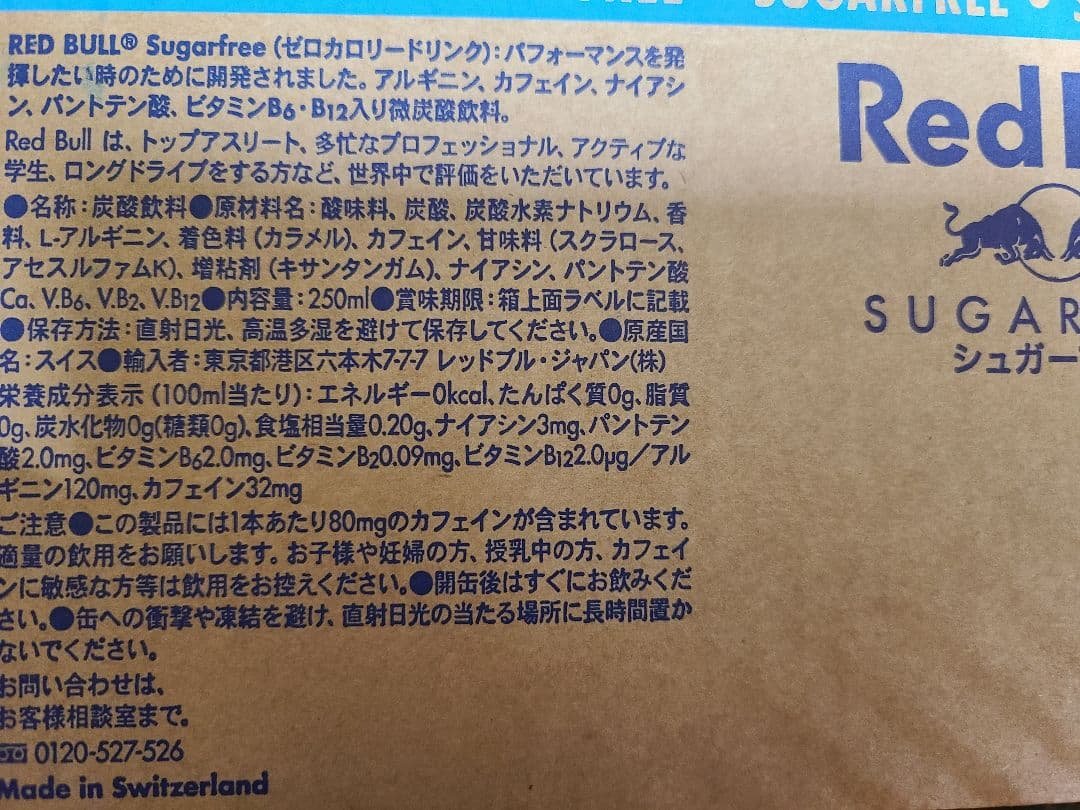 SUGARFREE
RED BULL® Sugarfree (ゼロカロリードリンク):パフォーマンスを発
揮したい時のために開発されました。アルギニン、カフェイン、ナイアシ
ン、パントテン酸、ビタミンB6・B12入り微炭酸飲料。
Red Bull は、トップアスリート、多忙なプロフェッショナル、アクティブな
学生、ロングドライブをする方など、世界中で評価をいただいています。
●名称:炭酸飲料●原材料名:酸味料、炭酸、炭酸水素ナトリウム、香
料、L-アルギニン、着色料(カラメル)、カフェイン、甘味料(スクラロース、
アセスルファムK)、増粘剤(キサンタンガム)、ナイアシン、パントテン酸
Ca、V.B6、V.B2、V.B12●内容量:250ml●賞味期限:箱上面ラベルに記載
●保存方法:直射日光、高温多湿を避けて保存してください。●原産国
名:スイス●輸入者:東京都港区六本木7-7-7 レッドブル・ジャパン(株)
栄養成分表示(100ml当たり):エネルギー0kcal、たんぱく質0g、脂質
0g、炭水化物0g(糖類0g)、食塩相当量0.20g、ナイアシン3mg、パントテン
酸2.0mg、ビタミンB62.0mg、ビタミンB20.09mg、ビタミンB122.0μg/アル
ギニン120mg、カフェイン32mg
ご注意●この製品には1本あたり80mgのカフェインが含まれています。
適量の飲用をお願いします。お子様や妊婦の方、授乳中の方、カフェイ
ンに敏感な方等は飲用をお控えください。●開缶後はすぐにお飲みくだ
さい。●缶への衝撃や凍結を避け、直射日光の当たる場所に長時間置か
ないでください。
お問い合わせは、
お客様相談室まで。
0120-527-526
Made in Switzerland
Red
SUGAR
シュガー